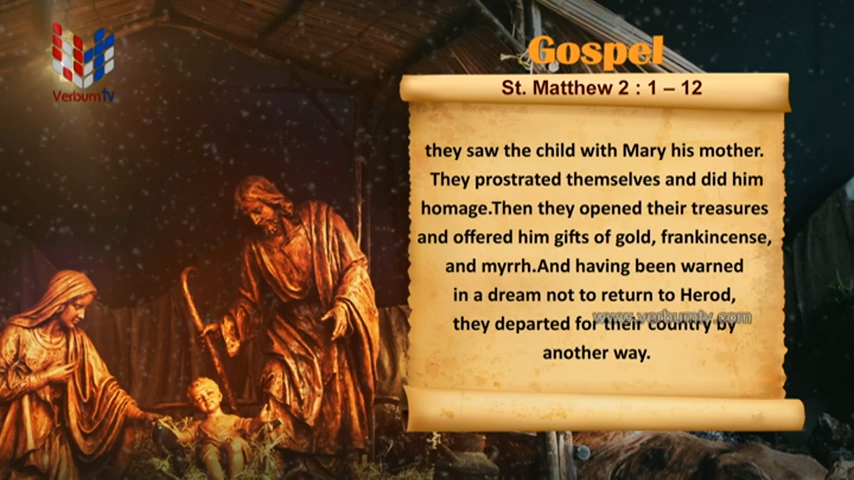 VerbumTV
Gospel
St. Matthew 2 : 1 – 12
they saw the child with Mary his mother.
They prostrated themselves and did him
homage.Then they opened their treasures
and offered him gifts of gold, frankincense,
and myrrh.And having been warned
in a dream not to return to Herod,
they departed for their country by
www.verbumtv.com
another way.